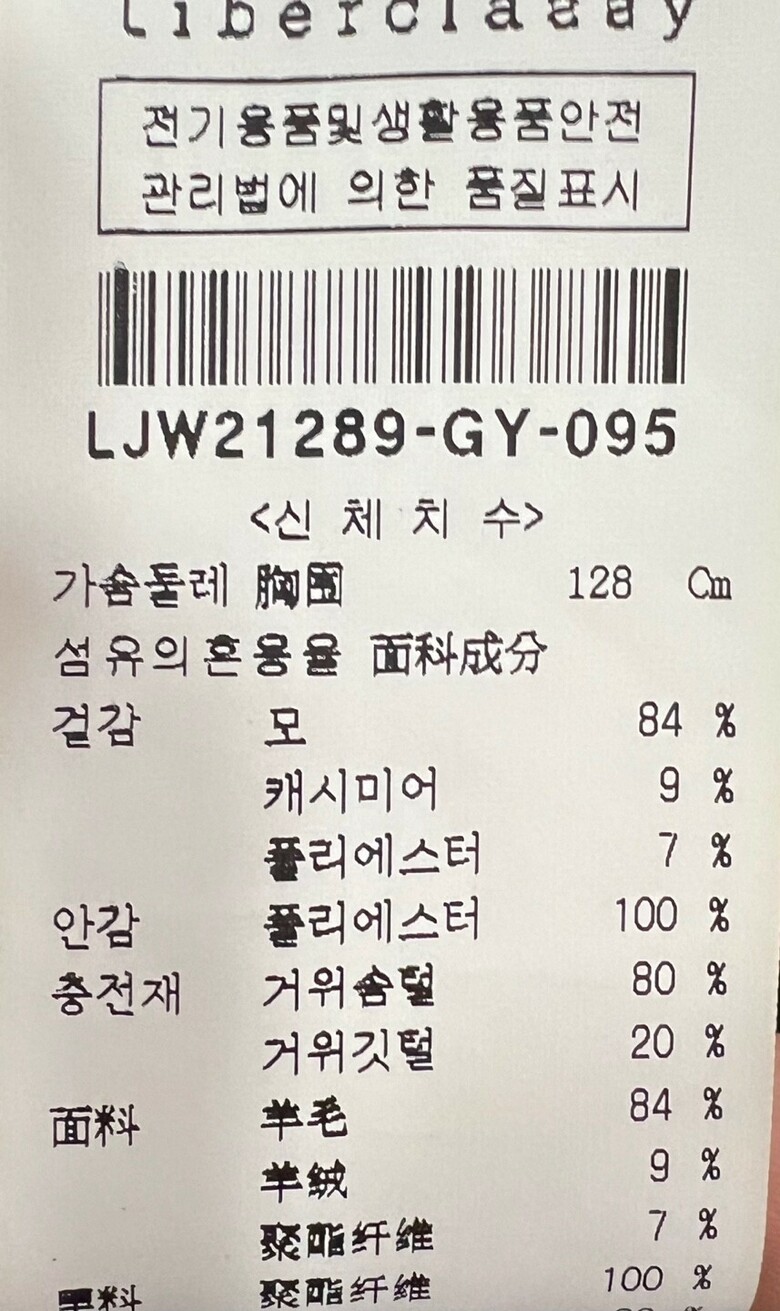 liberclaaay
전기용품및생활용품안전
관리법에 의한 품질표시
LJW21289-GY-095
<신 체 치 수>
가슴둘레 胸围 128 Cm
섬유의혼용율 面料成分
겉감 모 84 %
캐시미어 9 %
폴리에스터 7 %
안감 폴리에스터 100 %
충전재 거위솜털 80 %
거위깃털 20 %
面料 羊毛 84 %
羊绒 9 %
聚酯纤维 7 %
里料 聚酯纤维 100 %